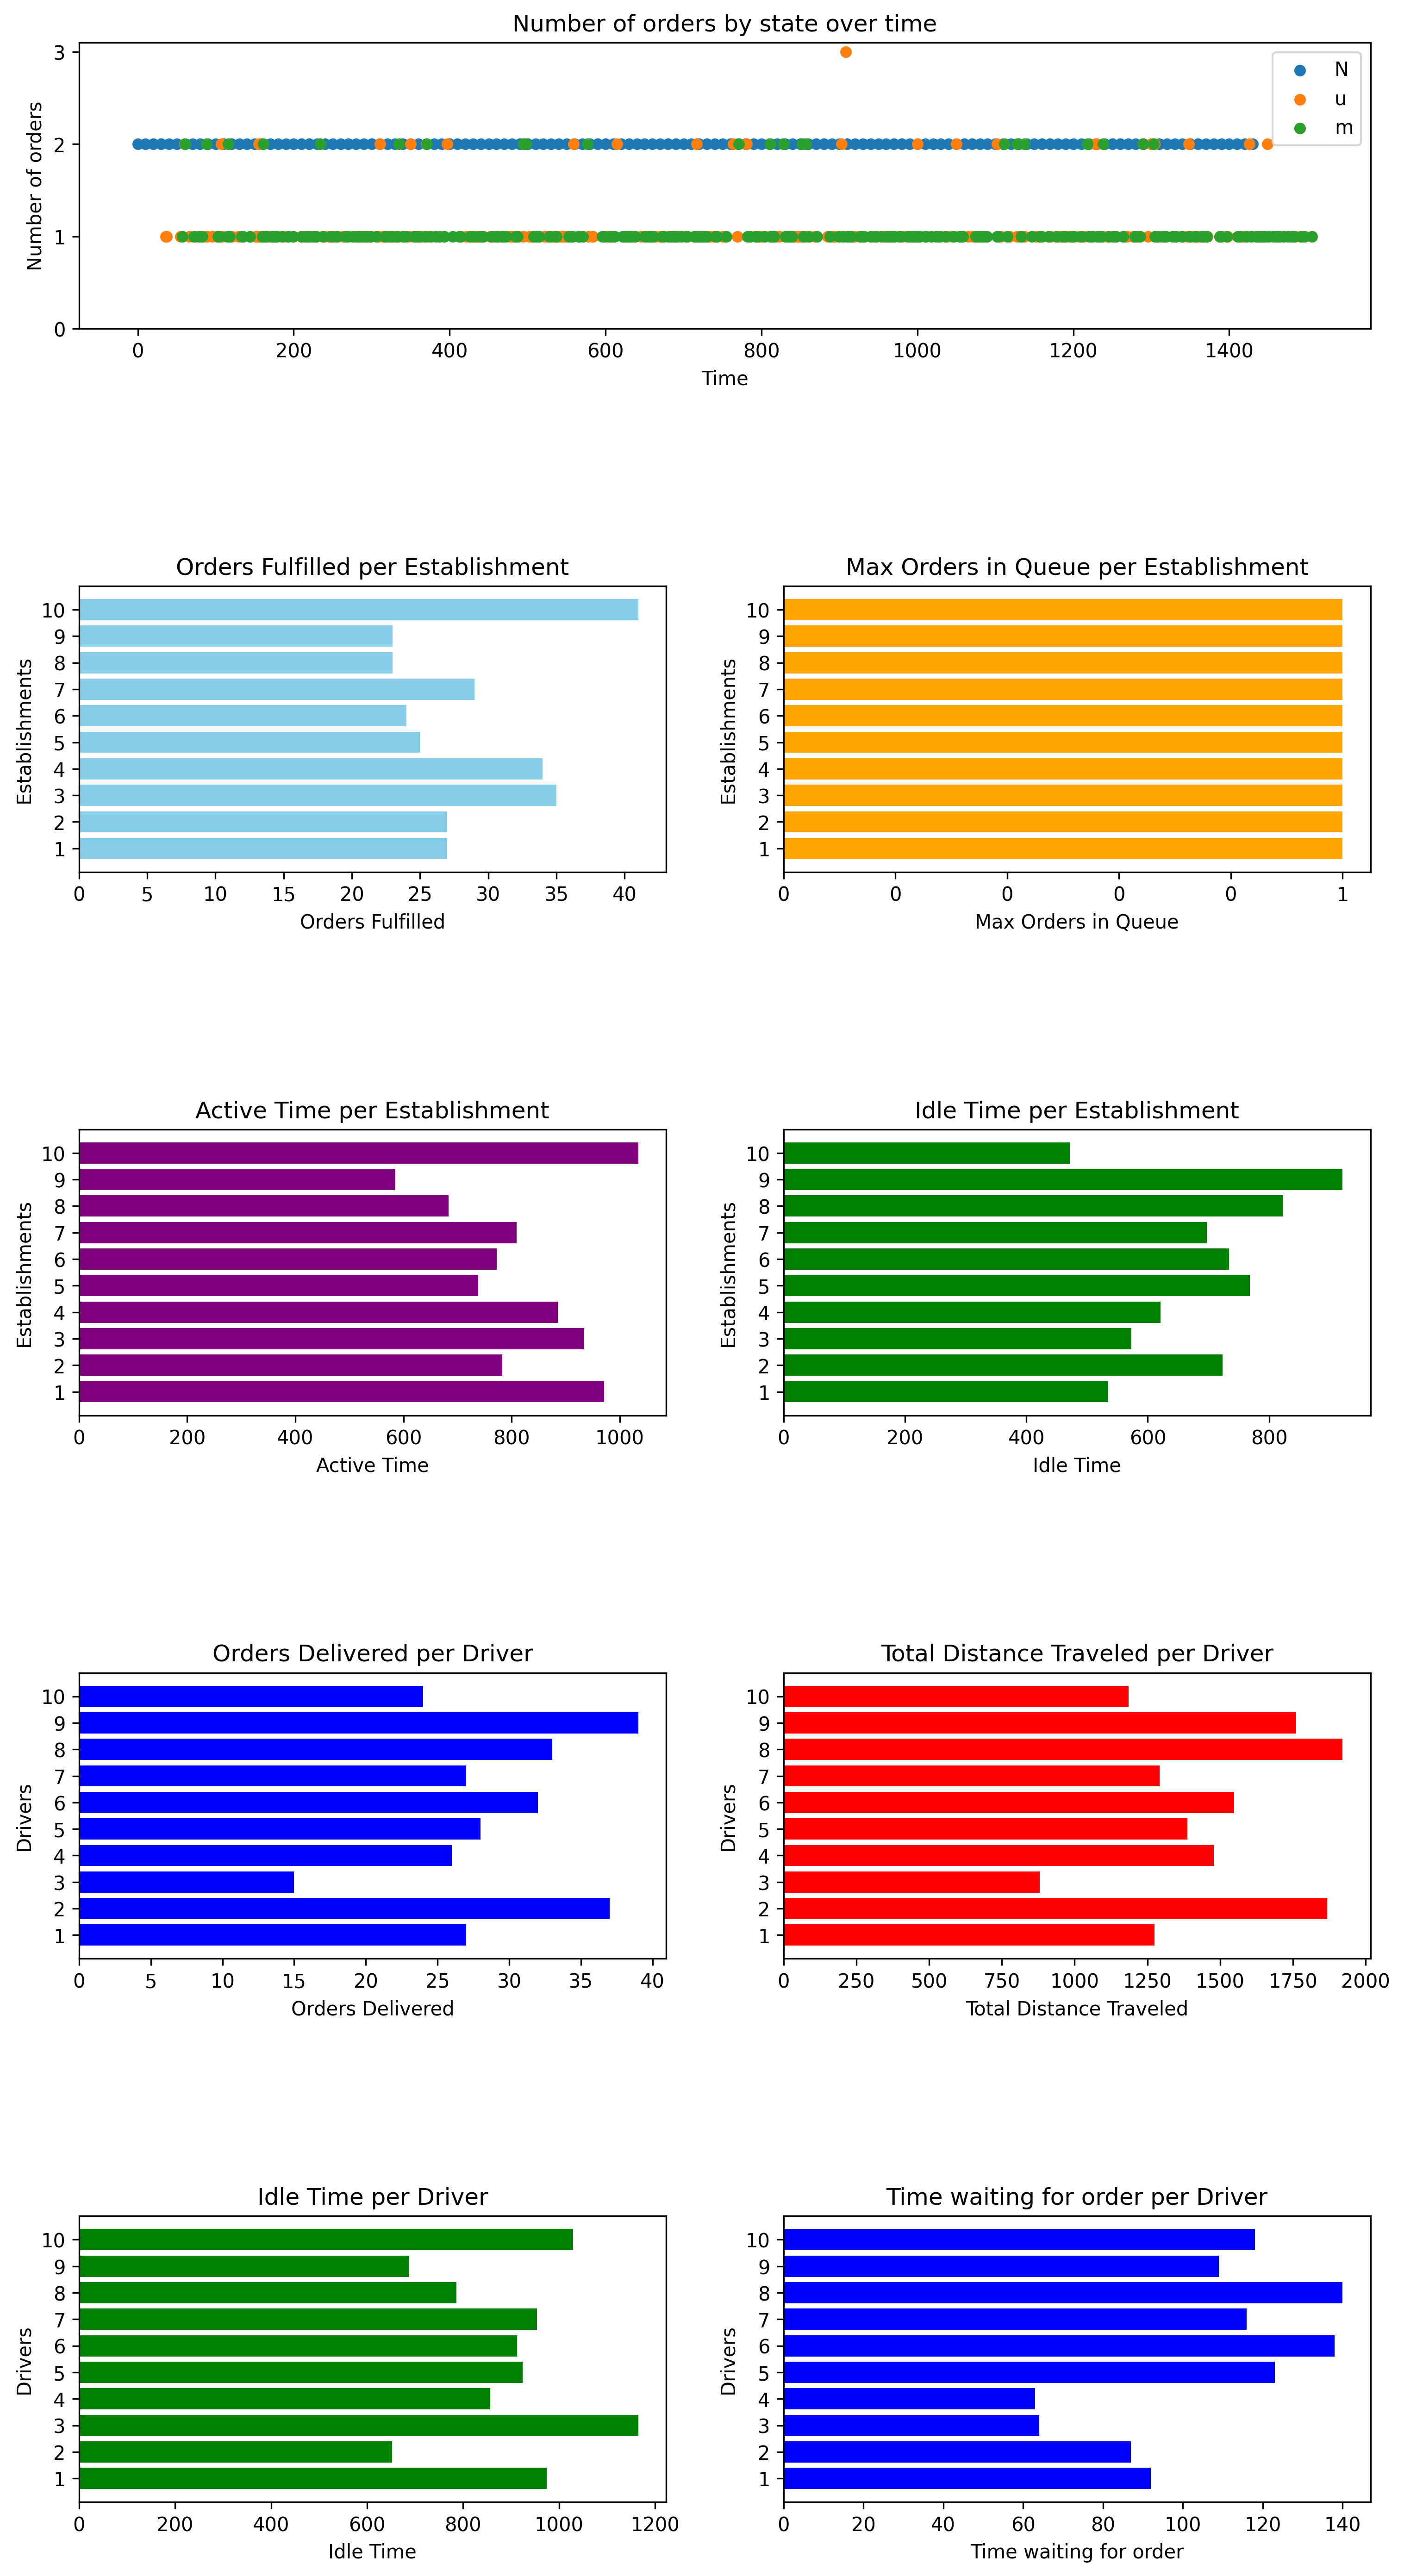 Number of orders by state over time
3
2
1
0
Number of orders
N
u
m
0 200 400 600 800 1000 1200 1400
Time
Orders Fulfilled per Establishment
10
9
8
7
6
5
4
3
2
1
Establishments
0 5 10 15 20 25 30 35 40
Orders Fulfilled
Max Orders in Queue per Establishment
10
9
8
7
6
5
4
3
2
1
Establishments
0 0 0 0 0 1
Max Orders in Queue
Active Time per Establishment
10
9
8
7
6
5
4
3
2
1
Establishments
0 200 400 600 800 1000
Active Time
Idle Time per Establishment
10
9
8
7
6
5
4
3
2
1
Establishments
0 200 400 600 800
Idle Time
Orders Delivered per Driver
10
9
8
7
6
5
4
3
2
1
Drivers
0 5 10 15 20 25 30 35 40
Orders Delivered
Total Distance Traveled per Driver
10
9
8
7
6
5
4
3
2
1
Drivers
0 250 500 750 1000 1250 1500 1750 2000
Total Distance Traveled
Idle Time per Driver
10
9
8
7
6
5
4
3
2
1
Drivers
0 200 400 600 800 1000 1200
Idle Time
Time waiting for order per Driver
10
9
8
7
6
5
4
3
2
1
Drivers
0 20 40 60 80 100 120 140
Time waiting for order